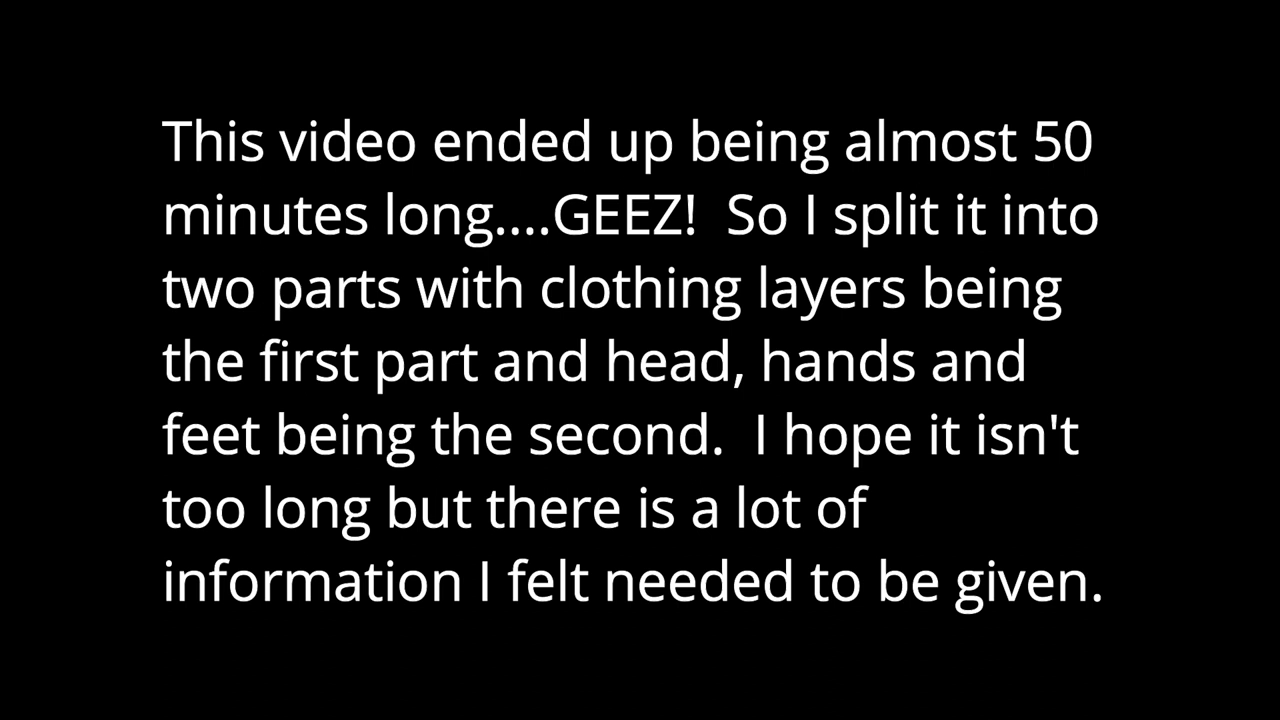 This video ended up being almost 50
minutes long....GEEZ!  So I split it into
two parts with clothing layers being
the first part and head, hands and
feet being the second.  I hope it isn't
too long but there is a lot of
information I felt needed to be given.